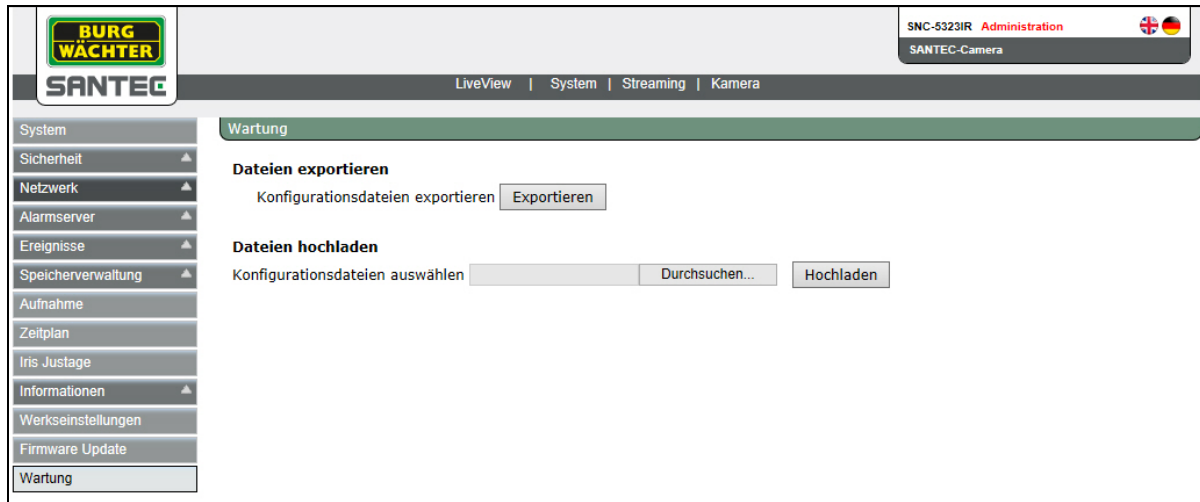 BURG
WÄCHTER
SANTEC
SNC-5323IR Administration
SANTEC-Camera
LiveView | System | Streaming | Kamera
System
Sicherheit
Netzwerk
Alarmserver
Ereignisse
Speicherverwaltung
Aufnahme
Zeitplan
Iris Justage
Informationen
Werkseinstellungen
Firmware Update
Wartung
Wartung
Dateien exportieren
Konfigurationsdateien exportieren Exportieren
Dateien hochladen
Konfigurationsdateien auswählen Durchsuchen... Hochladen